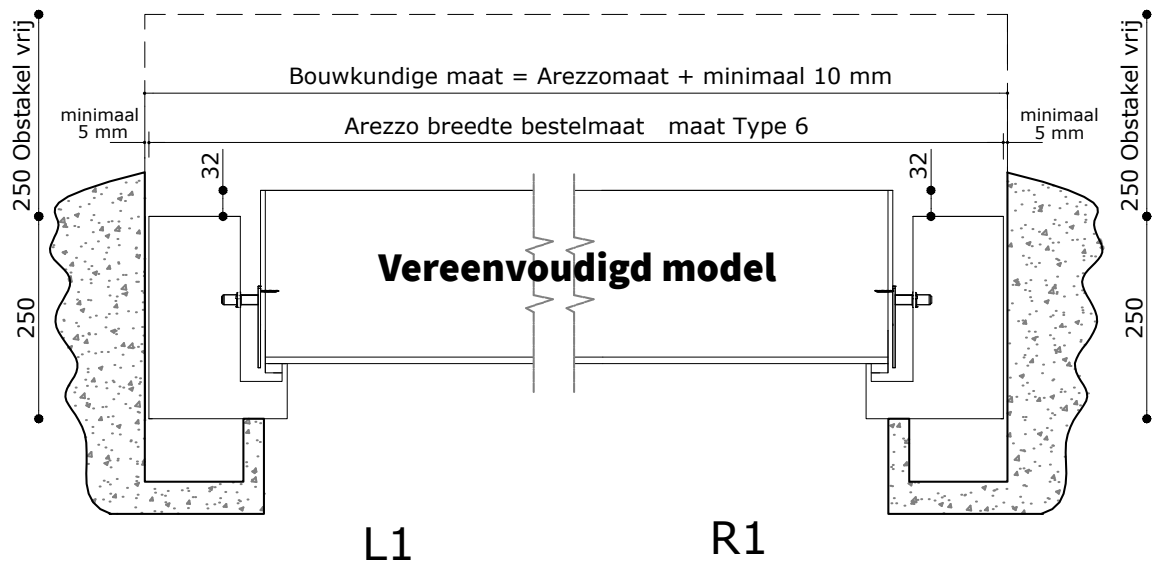 Bouwkundige maat = Arezzomaat + minimaal 10 mm
250 Obstakel vrij
250 Obstakel vrij
minimaal
5 mm
Arezzo breedte bestelmaat maat Type 6
minimaal
5 mm
32
32
Vereenvoudigd model
250
250
L1
R1